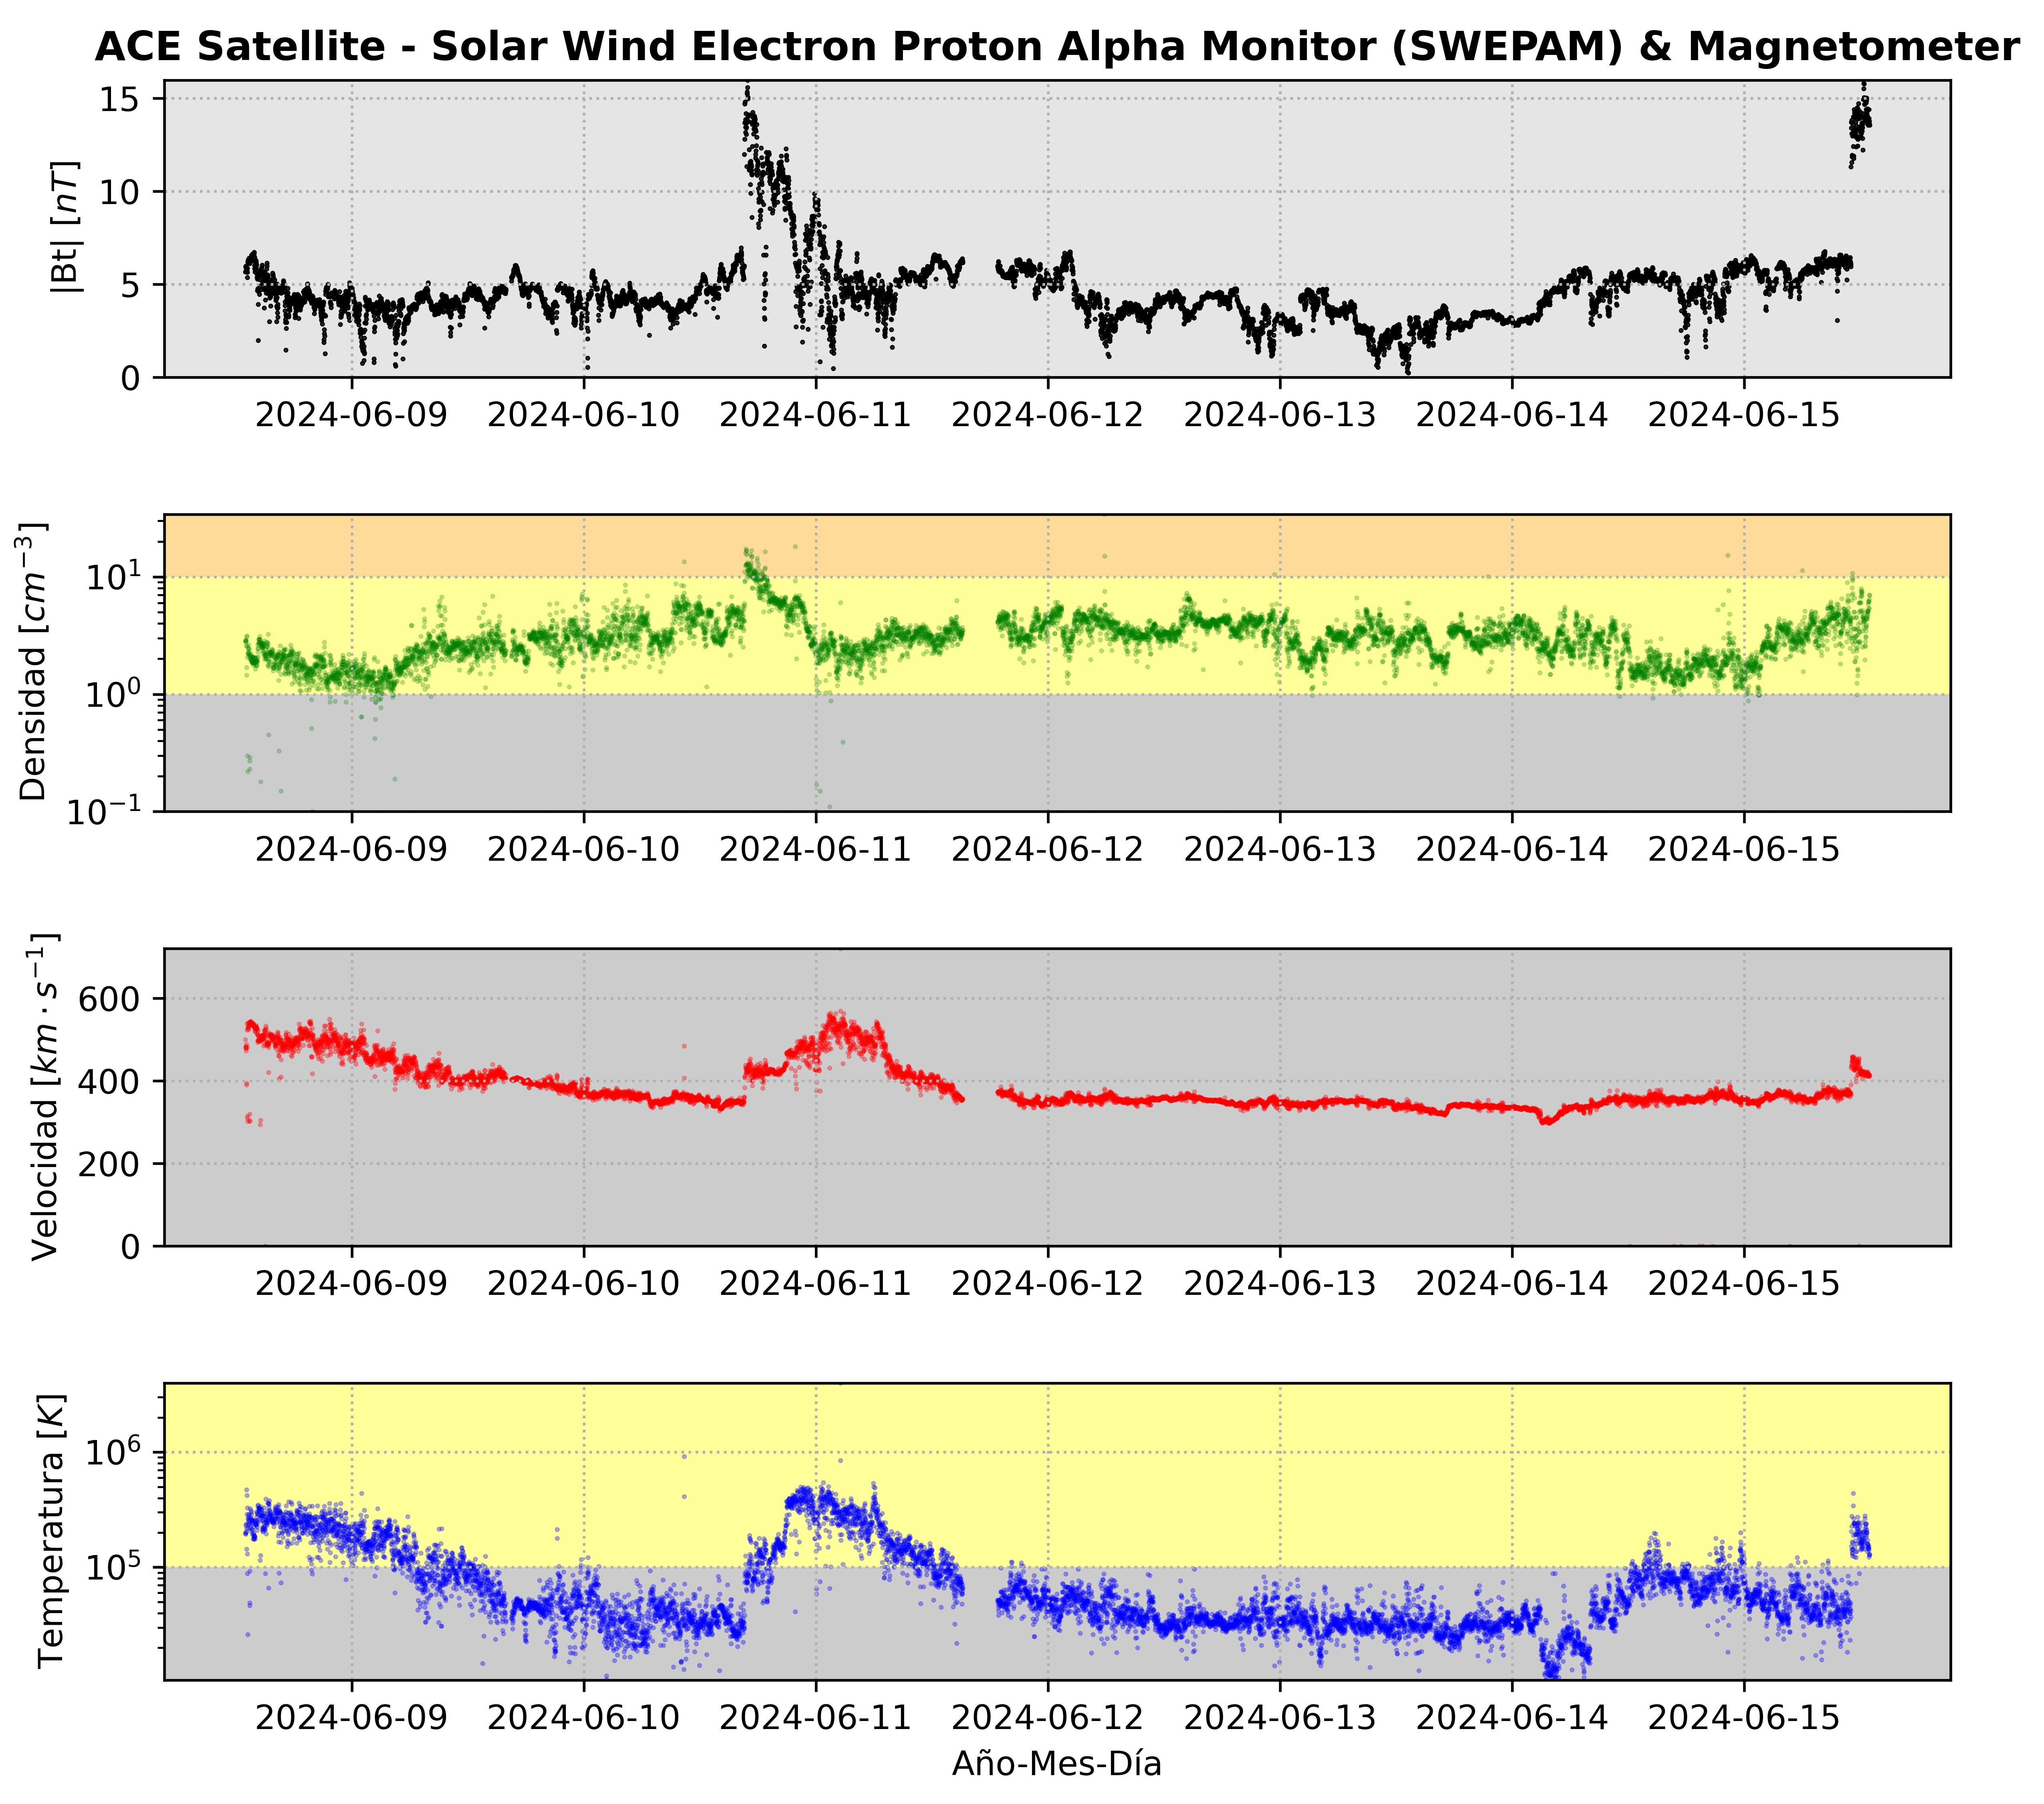 ACE Satellite - Solar Wind Electron Proton Alpha Monitor (SWEPAM) & Magnetometer
|Bt| [nT]
15
10
5
0
2024-06-09 2024-06-10 2024-06-11 2024-06-12 2024-06-13 2024-06-14 2024-06-15
Densidad [cm⁻³]
10¹
10⁰
10⁻¹
2024-06-09 2024-06-10 2024-06-11 2024-06-12 2024-06-13 2024-06-14 2024-06-15
Velocidad [km · s⁻¹]
600
400
200
0
2024-06-09 2024-06-10 2024-06-11 2024-06-12 2024-06-13 2024-06-14 2024-06-15
Temperatura [K]
10⁶
10⁵
2024-06-09 2024-06-10 2024-06-11 2024-06-12 2024-06-13 2024-06-14 2024-06-15
Año-Mes-Día